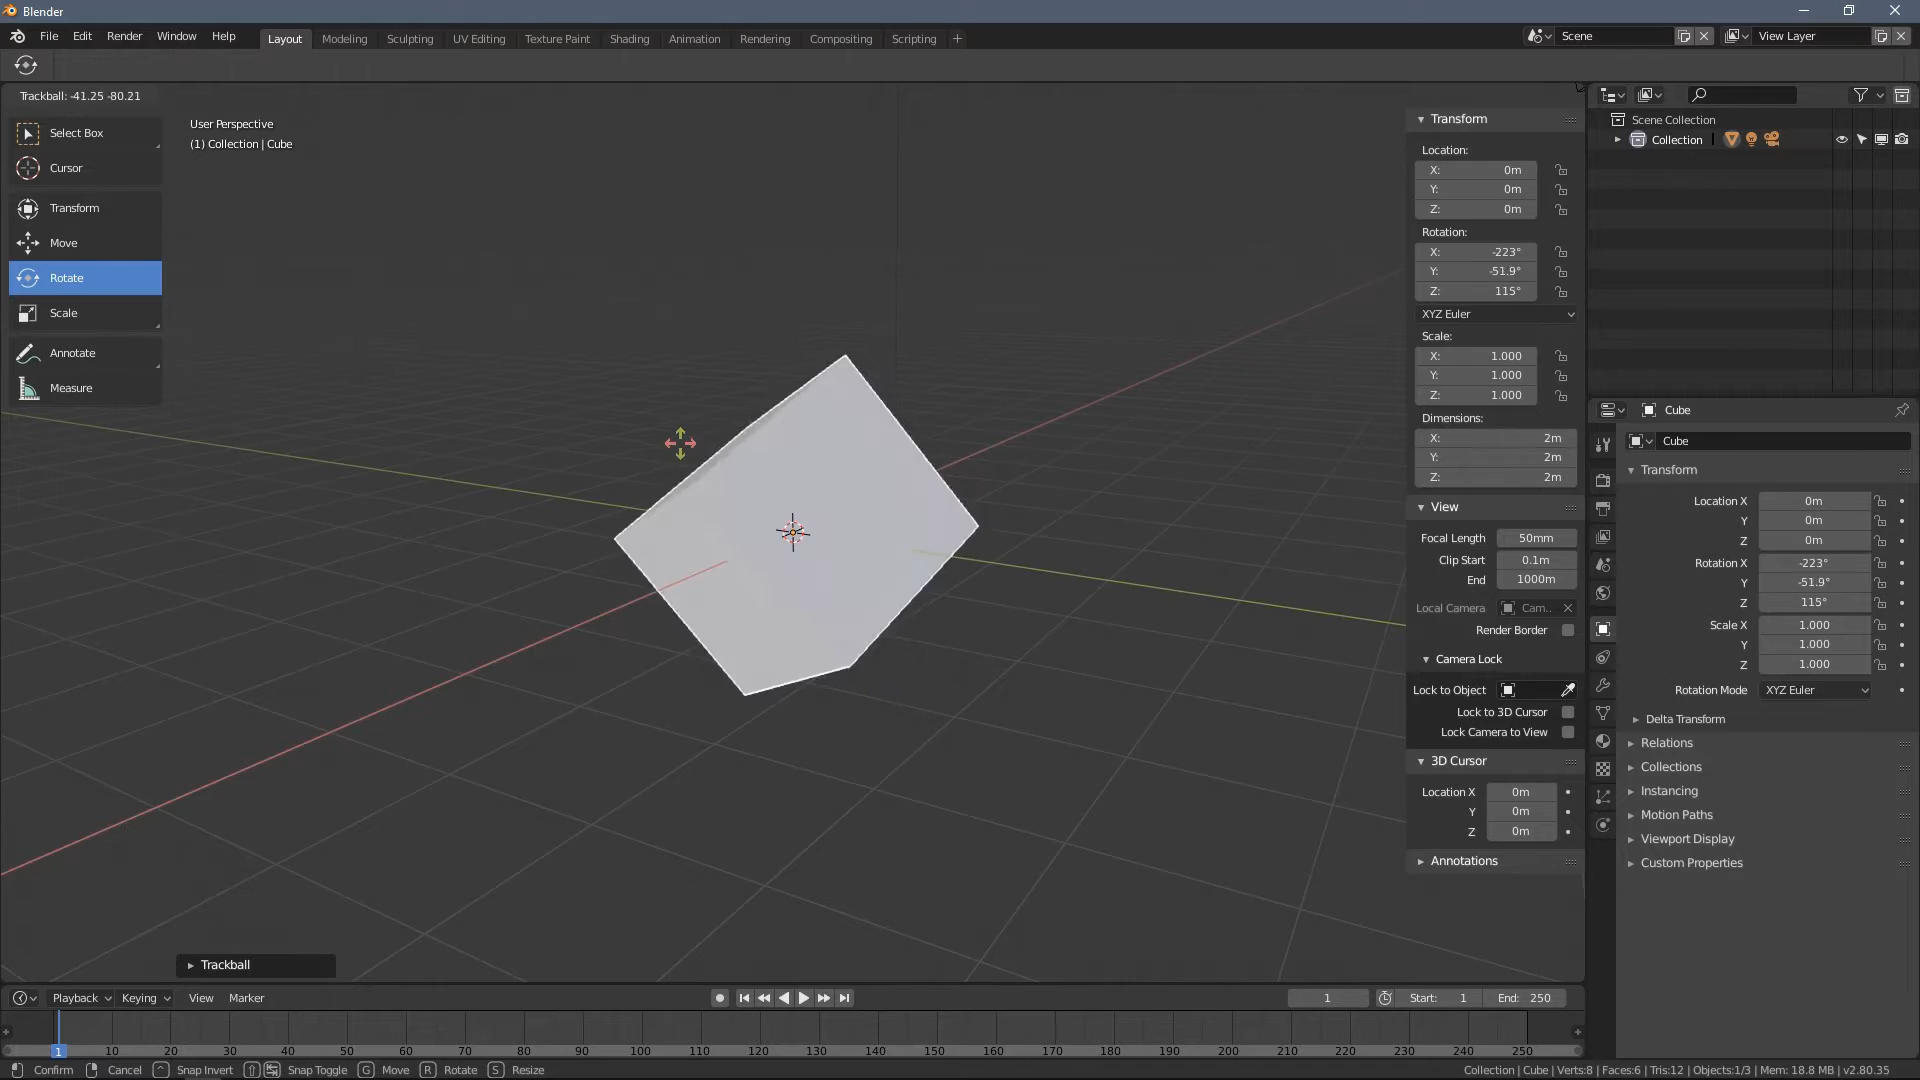 Blender
File Edit Render Window Help Layout Modeling Sculpting UV Editing Texture Paint Shading Animation Rendering Compositing Scripting + Scene View Layer
Trackball: -41.25 -80.21
Select Box
Cursor
Transform
Move
Rotate
Scale
Annotate
Measure
User Perspective
(1) Collection | Cube
Transform
Location:
X: 0m
Y: 0m
Z: 0m
Rotation:
X: -223°
Y: -51.9°
Z: 115°
XYZ Euler
Scale:
X: 1.000
Y: 1.000
Z: 1.000
Dimensions:
X: 2m
Y: 2m
Z: 2m
View
Focal Length 50mm
Clip Start 0.1m
End 1000m
Local Camera Cam..
Render Border
Camera Lock
Lock to Object
Lock to 3D Cursor
Lock Camera to View
3D Cursor
Location X 0m
Y 0m
Z 0m
Annotations
Scene Collection
Collection
Cube
Cube
Transform
Location X 0m
Y 0m
Z 0m
Rotation X -223°
Y -51.9°
Z 115°
Scale X 1.000
Y 1.000
Z 1.000
Rotation Mode XYZ Euler
Delta Transform
Relations
Collections
Instancing
Motion Paths
Viewport Display
Custom Properties
Trackball
Playback Keying View Marker 1 Start: 1 End: 250
1 10 20 30 40 50 60 70 80 90 100 110 120 130 140 150 160 170 180 190 200 210 220 230 240 250
Confirm Cancel ^ Snap Invert Snap Toggle G Move R Rotate S Resize Collection | Cube | Verts:8 | Faces:6 | Tris:12 | Objects:1/3 | Mem: 18.8 MB | v2.80.35